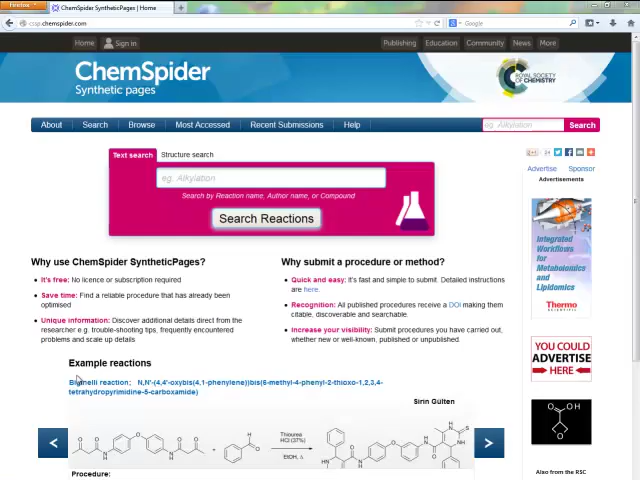 Firefox
ChemSpider SyntheticPages | Home
cssp.chemspider.com
Google
Home
Sign in
Publishing
Education
Community
News
More
ChemSpider
Synthetic pages
ROYAL SOCIETY
OF CHEMISTRY
About
Search
Browse
Most Accessed
Recent Submissions
Help
eg. Alkylation
Search
Text search
Structure search
eg. Alkylation
Search by Reaction name, Author name, or Compound
Search Reactions
34
Advertise
Sponsor
Advertisements
Why use ChemSpider SyntheticPages?
It's free: No licence or subscription required
Save time: Find a reliable procedure that has already been
optimised
Unique information: Discover additional details direct from the
researcher e.g. trouble-shooting tips, frequently encountered
problems and scale up details
Why submit a procedure or method?
Quick and easy: It's fast and simple to submit. Detailed instructions
are here.
Recognition: All published procedures receive a DOI making them
citable, discoverable and searchable.
Increase your visibility: Submit procedures you have carried out,
whether new or well-known, published or unpublished.
Integrated
Workflows
for
Metabolomics
and
Lipidomics
Thermo
YOU COULD
ADVERTISE
HERE
Example reactions
Biginelli reaction; N,N'-(4,4'-oxybis(4,1-phenylene))bis(6-methyl-4-phenyl-2-thioxo-1,2,3,4-
tetrahydropyrimidine-5-carboxamide)
Sirin Gülten
Thiourea
HCl (37%)
EtOH, Δ
Procedure:
Also from the RSC